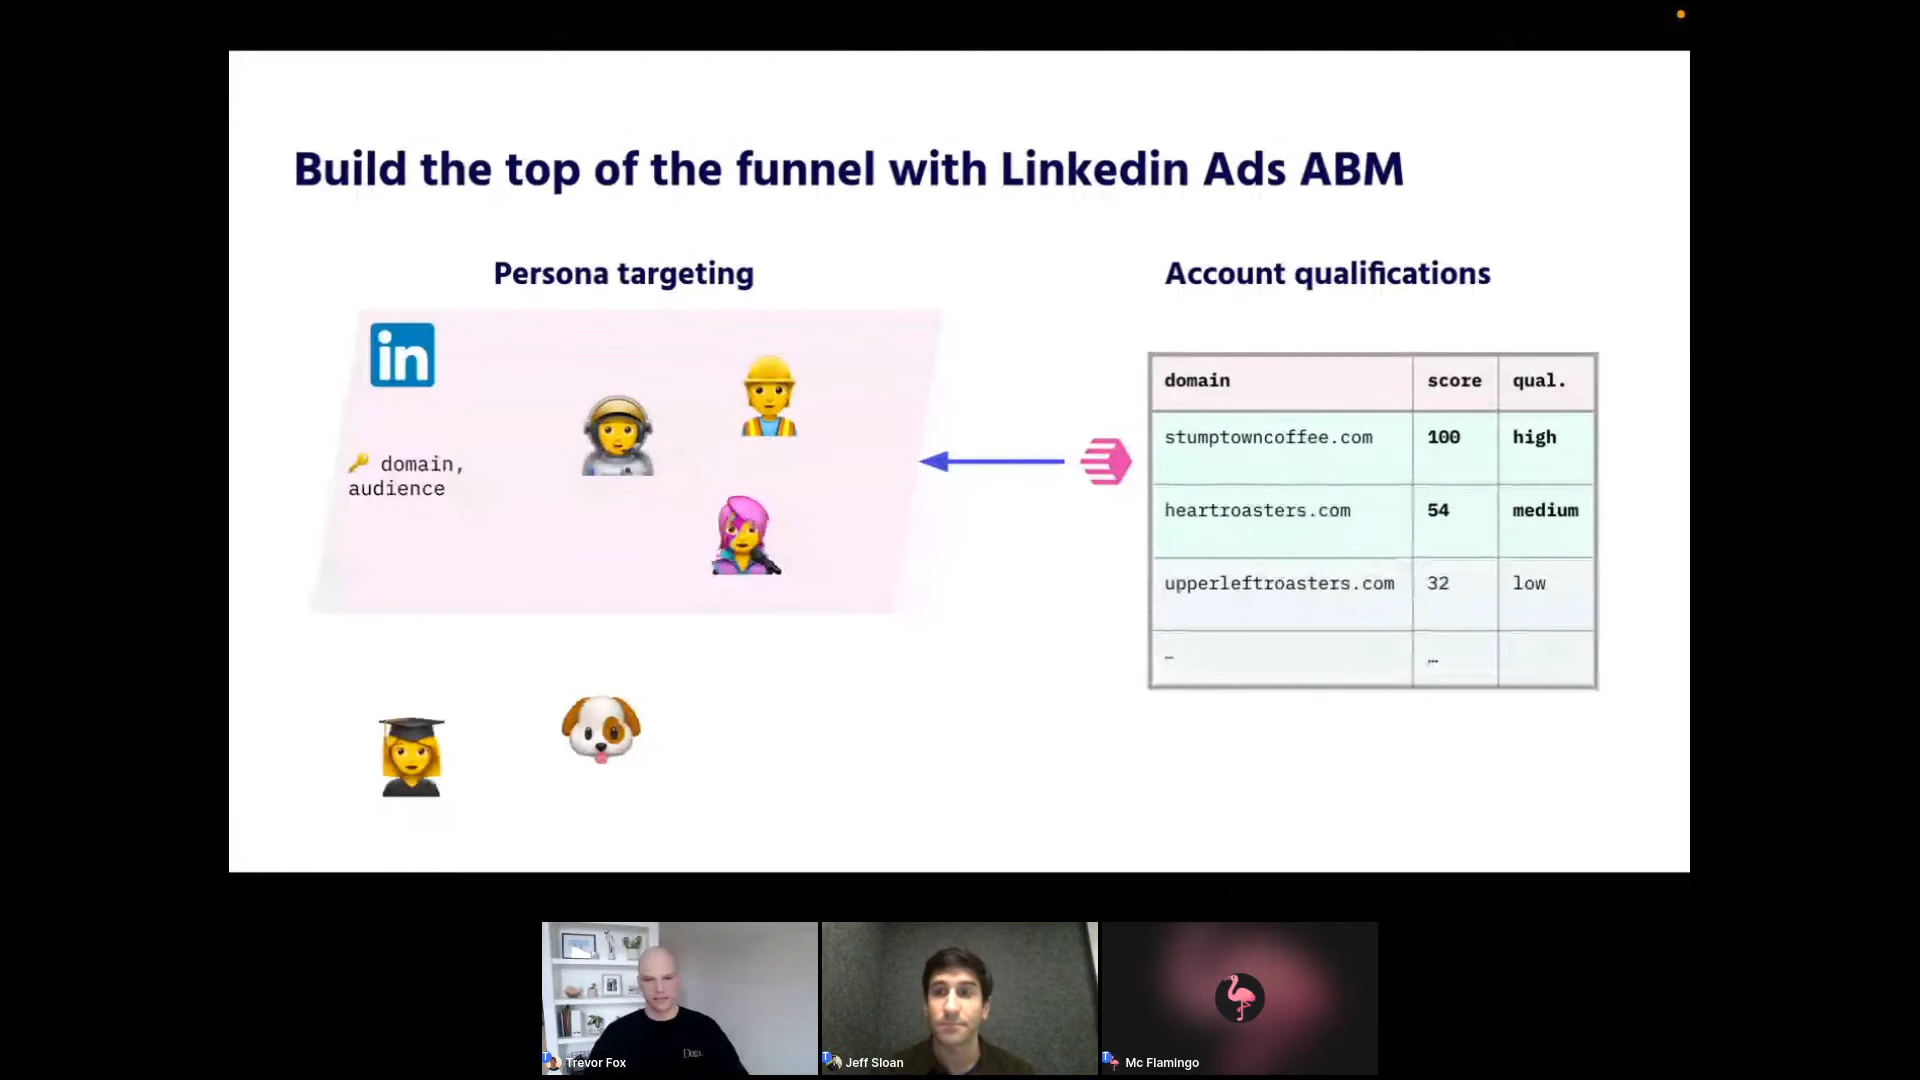 Build the top of the funnel with Linkedin Ads ABM
Persona targeting
Account qualifications
in
domain,
audience
domain score qual.
stumptowncoffee.com 100 high
heartroasters.com 54 medium
upperleftroasters.com 32 low
– …
Trevor Fox
Jeff Sloan
Mc Flamingo